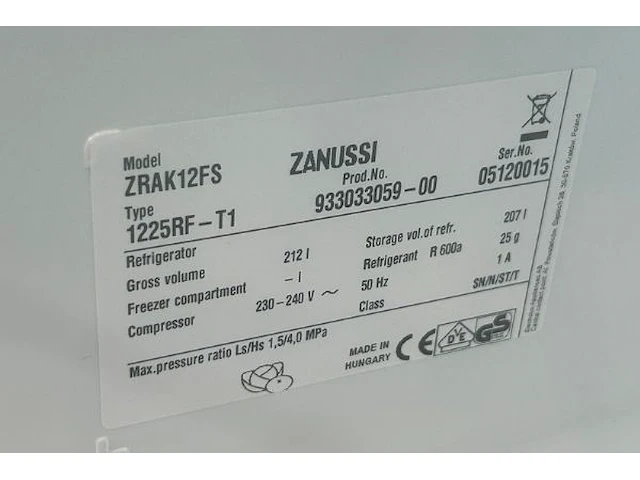 Model ZANUSSI Ser.No.
ZRAK12FS Prod.No. 05120015
Type 933033059-00
1225RF-T1
Refrigerator 212 l Storage vol.of refr. 207 l
Gross volume - l Refrigerant R 600a 25 g
Freezer compartment 230-240 V ~ 50 Hz 1 A
Compressor Class SN/N/ST/T
Max.pressure ratio Ls/Hs 1,5/4,0 MPa
MADE IN
HUNGARY CE DVE GS